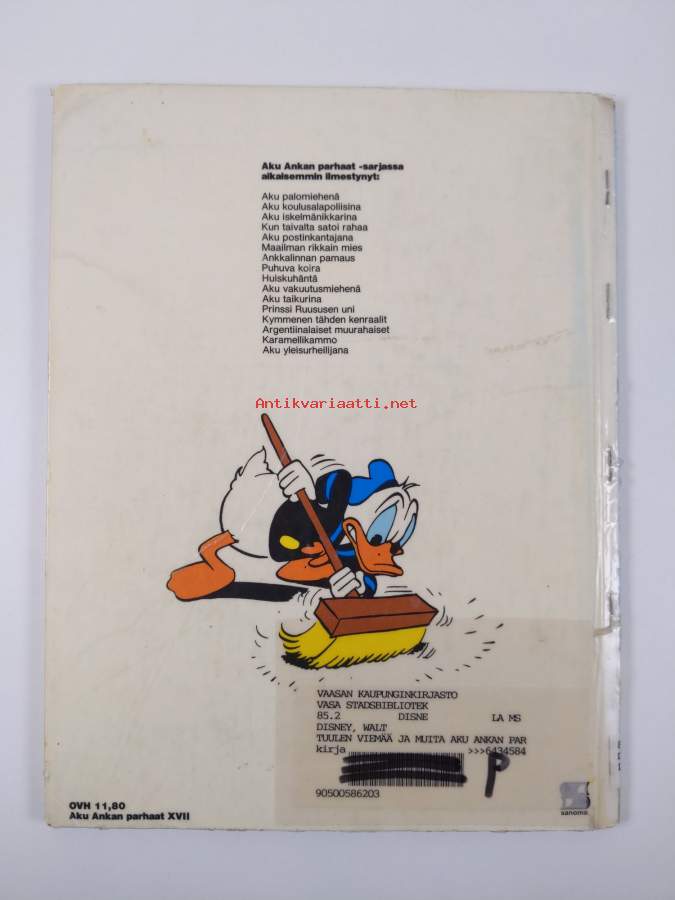 Aku Ankan parhaat -sarjassa
aikaisemmin ilmestynyt:
Aku palomiehenä
Aku koulusalapoliisina
Aku iskelmänikkarina
Kun taivalta satoi rahaa
Aku postinkantajana
Maailman rikkain mies
Ankkalinnan pamaus
Puhuva koira
Huiskuhäntä
Aku vakuutusmiehenä
Aku taikurina
Prinssi Ruususen uni
Kymmenen tähden kenraalit
Argentiinalaiset muurahaiset
Karamellikammo
Aku yleisurheilijana
Antikvariaatti.net
VAASAN KAUPUNGINKIRJASTO
VASA STADSBIBLIOTEK
85.2 DISNE LA MS
DISNEY, WALT
TUULEN VIEMÄÄ JA MUITA AKU ANKAN PAR
kirja >>>6434584
P
90500586203
OVH 11,80
Aku Ankan parhaat XVII
sanoma